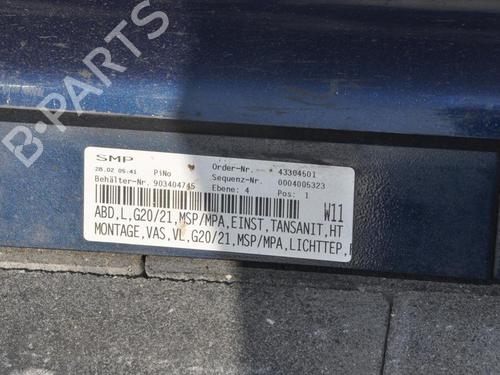 B-Parts
SMP
28.02 05:41 PiNo Order-Nr. 43304501
Behälter-Nr. 903404745 Sequenz-Nr. 0004005323
Ebene: 4 Pos: 1
W11
ABD,L,G20/21,MSP/MPA,EINST,TANSANIT,HT
MONTAGE,VAS,VL,G20/21,MSP/MPA,LICHTTEP,